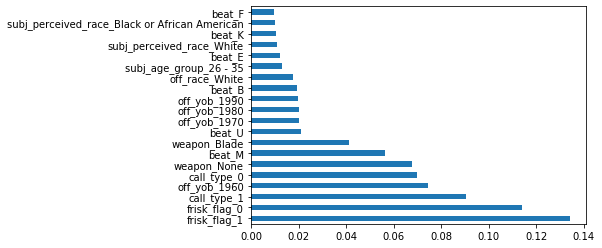 beat_F
subj_perceived_race_Black or African American
beat_K
subj_perceived_race_White
beat_E
subj_age_group_26 - 35
off_race_White
beat_B
off_yob_1990
off_yob_1980
off_yob_1970
beat_U
weapon_Blade
beat_M
weapon_None
call_type_0
off_yob_1960
call_type_1
frisk_flag_0
frisk_flag_1
0.00 0.02 0.04 0.06 0.08 0.10 0.12 0.14